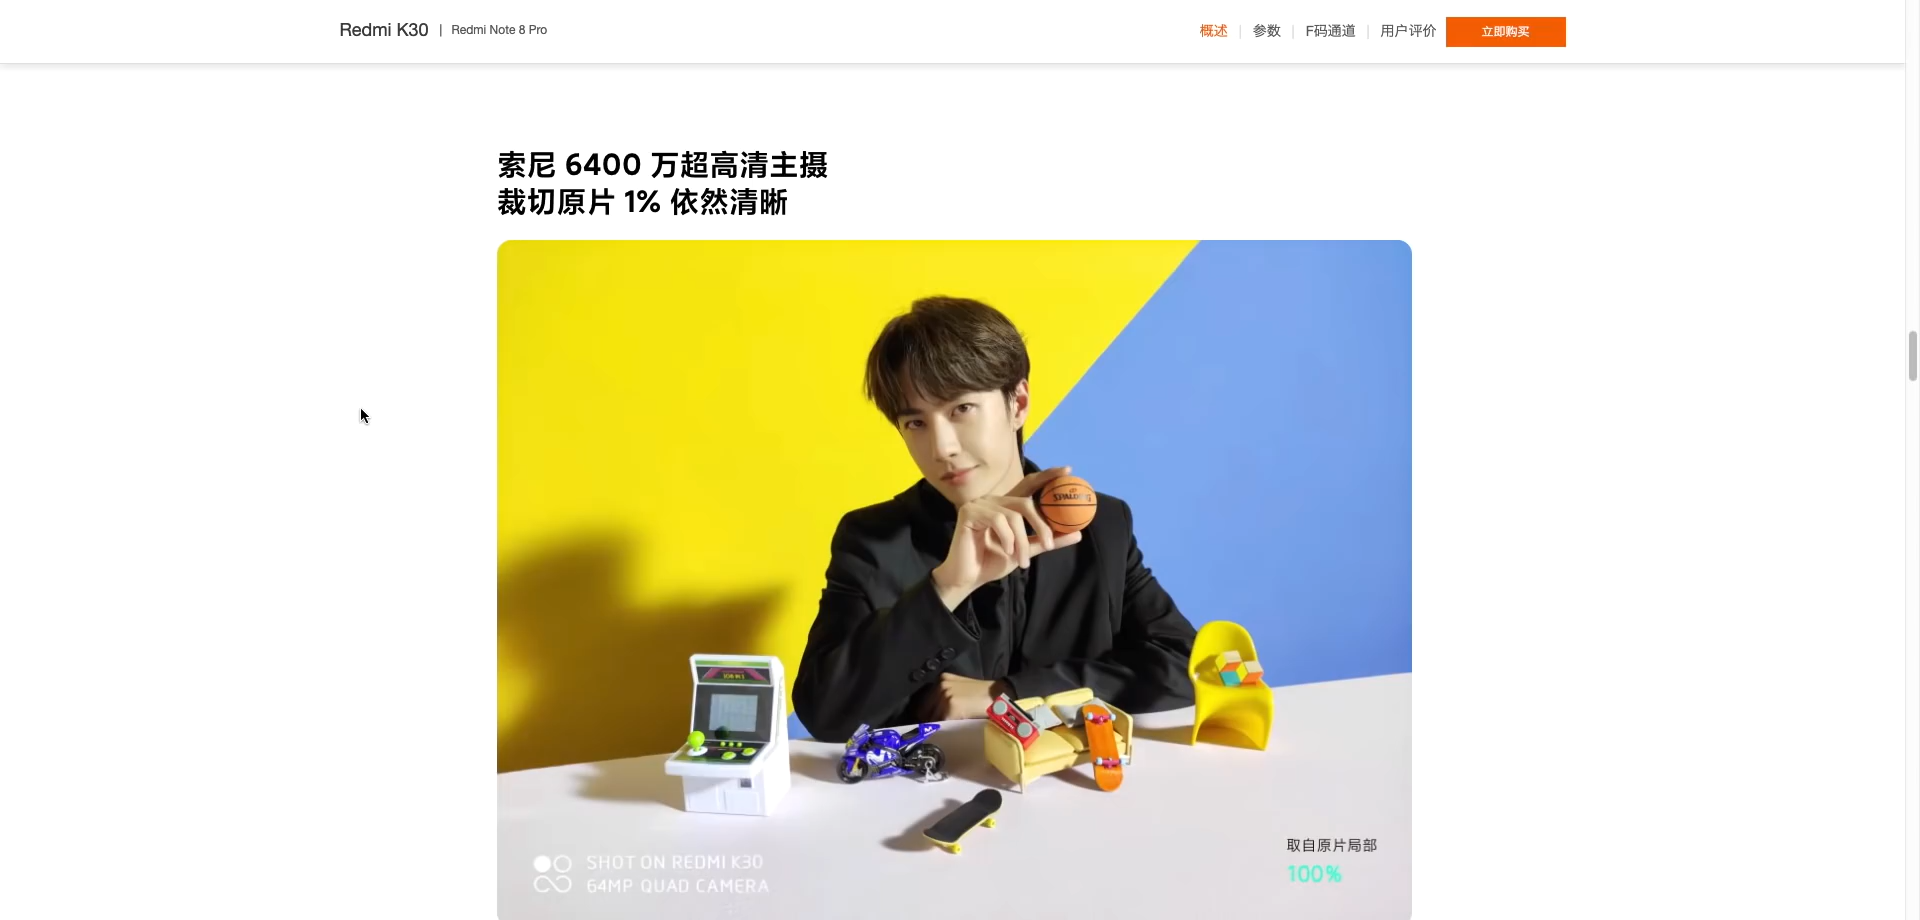 Redmi K30 | Redmi Note 8 Pro
概述 | 参数 | F码通道 | 用户评价 立即购买
索尼 6400 万超高清主摄
裁切原片 1% 依然清晰
SPALDING
取自原片局部
100%
SHOT ON REDMI K30
64MP QUAD CAMERA